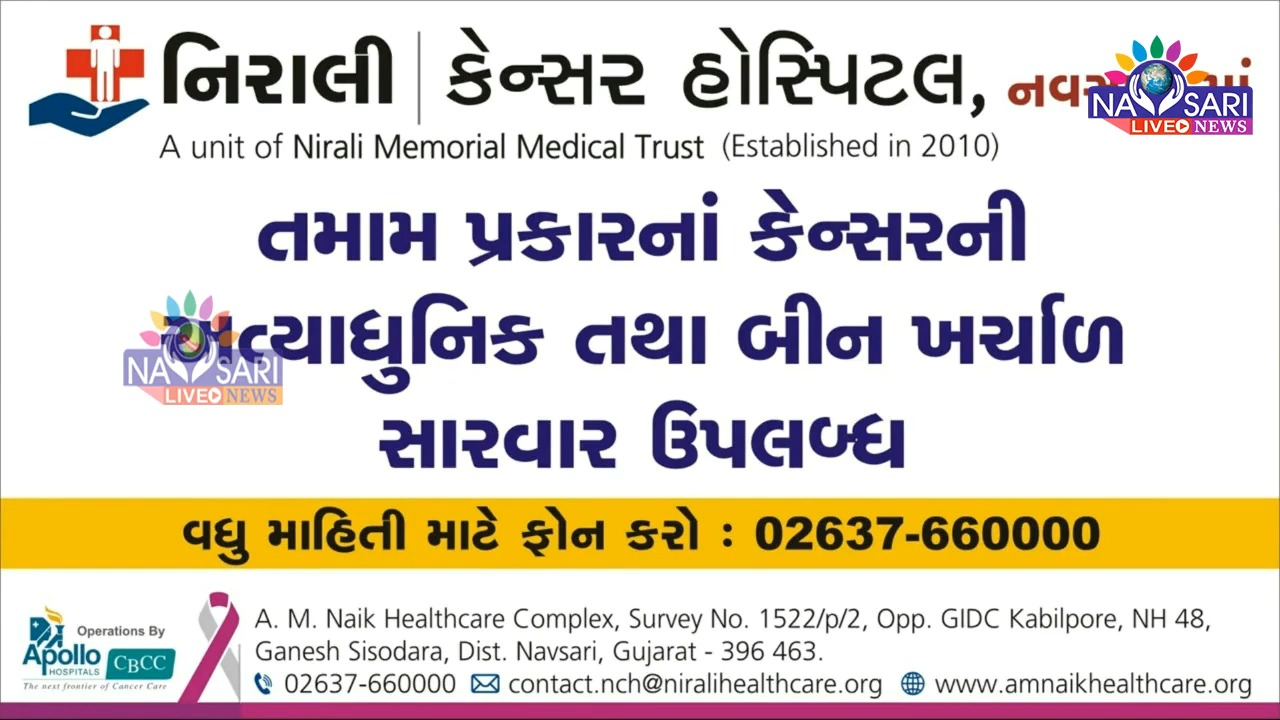 નિરાલી કેન્સર હોસ્પિટલ,
NAVSARI
LIVE NEWS
A unit of Nirali Memorial Medical Trust (Established in 2010)
તમામ પ્રકારનાં કેન્સરની
તથા બીન ખર્ચાળ
NAVSARI
LIVE NEWS
સારવાર ઉપલબ્ધ
વધુ માહિતી માટે ફોન કરો : 02637-660000
Operations By
Apollo
HOSPITALS
CBCC
The next frontier of Cancer Care
A. M. Naik Healthcare Complex, Survey No. 1522/p/2, Opp. GIDC Kabilpore, NH 48,
Ganesh Sisodara, Dist. Navsari, Gujarat - 396 463.
02637-660000 contact.nch@niralihealthcare.org www.amnaikhealthcare.org